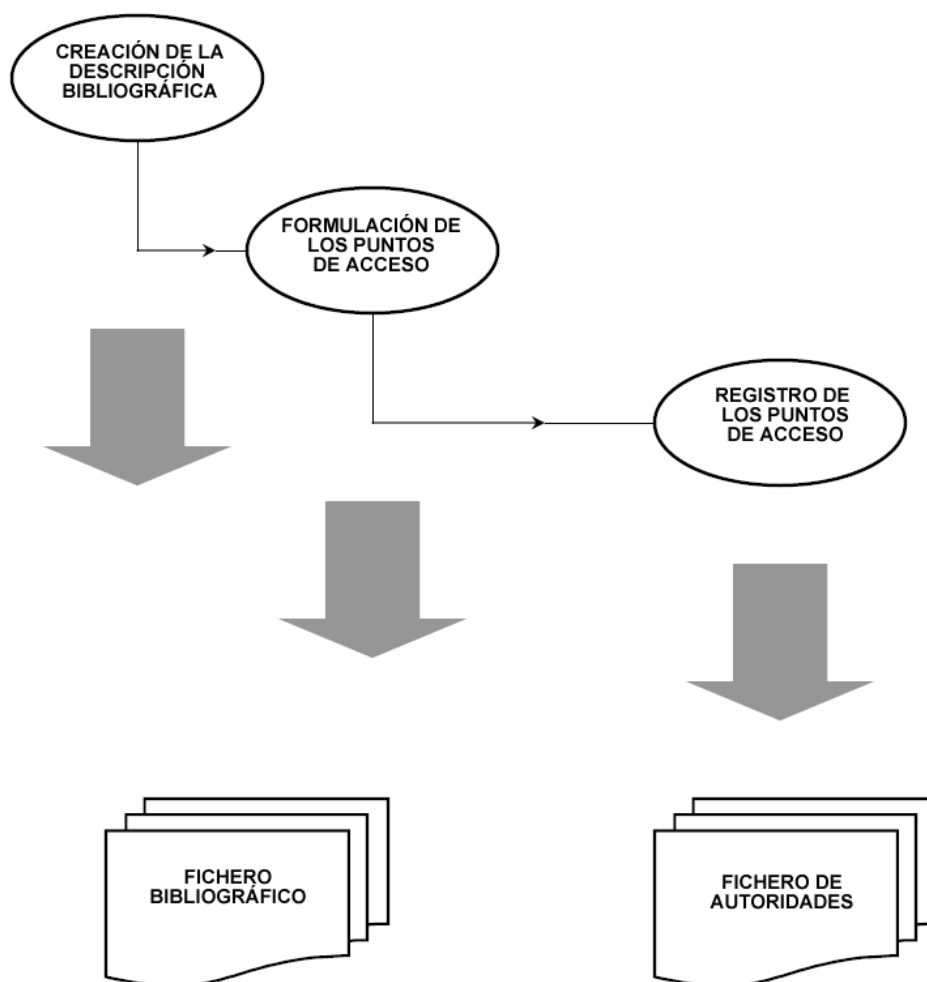 CREACIÓN DE LA
DESCRIPCIÓN
BIBLIOGRÁFICA
FORMULACIÓN DE
LOS PUNTOS
DE ACCESO
REGISTRO DE
LOS PUNTOS
DE ACCESO
FICHERO
BIBLIOGRÁFICO
FICHERO DE
AUTORIDADES